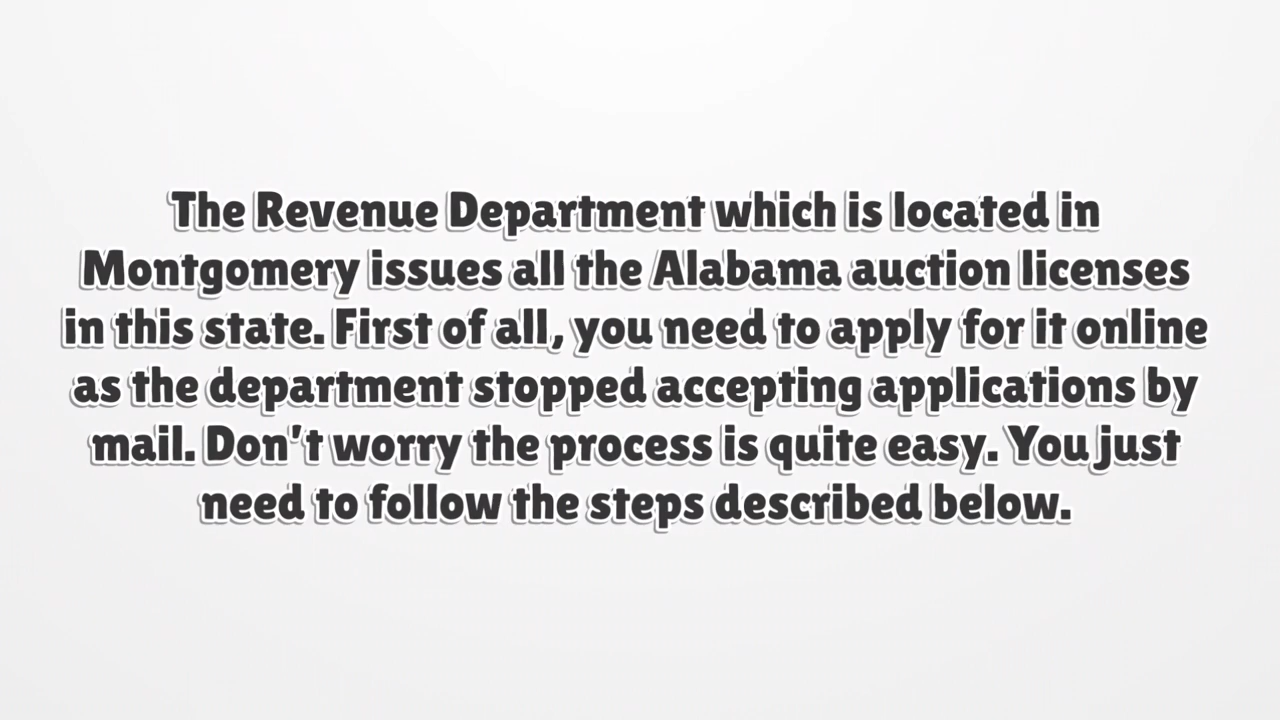 The Revenue Department which is located in
Montgomery issues all the Alabama auction licenses
in this state. First of all, you need to apply for it online
as the department stopped accepting applications by
mail. Don't worry the process is quite easy. You just
need to follow the steps described below.